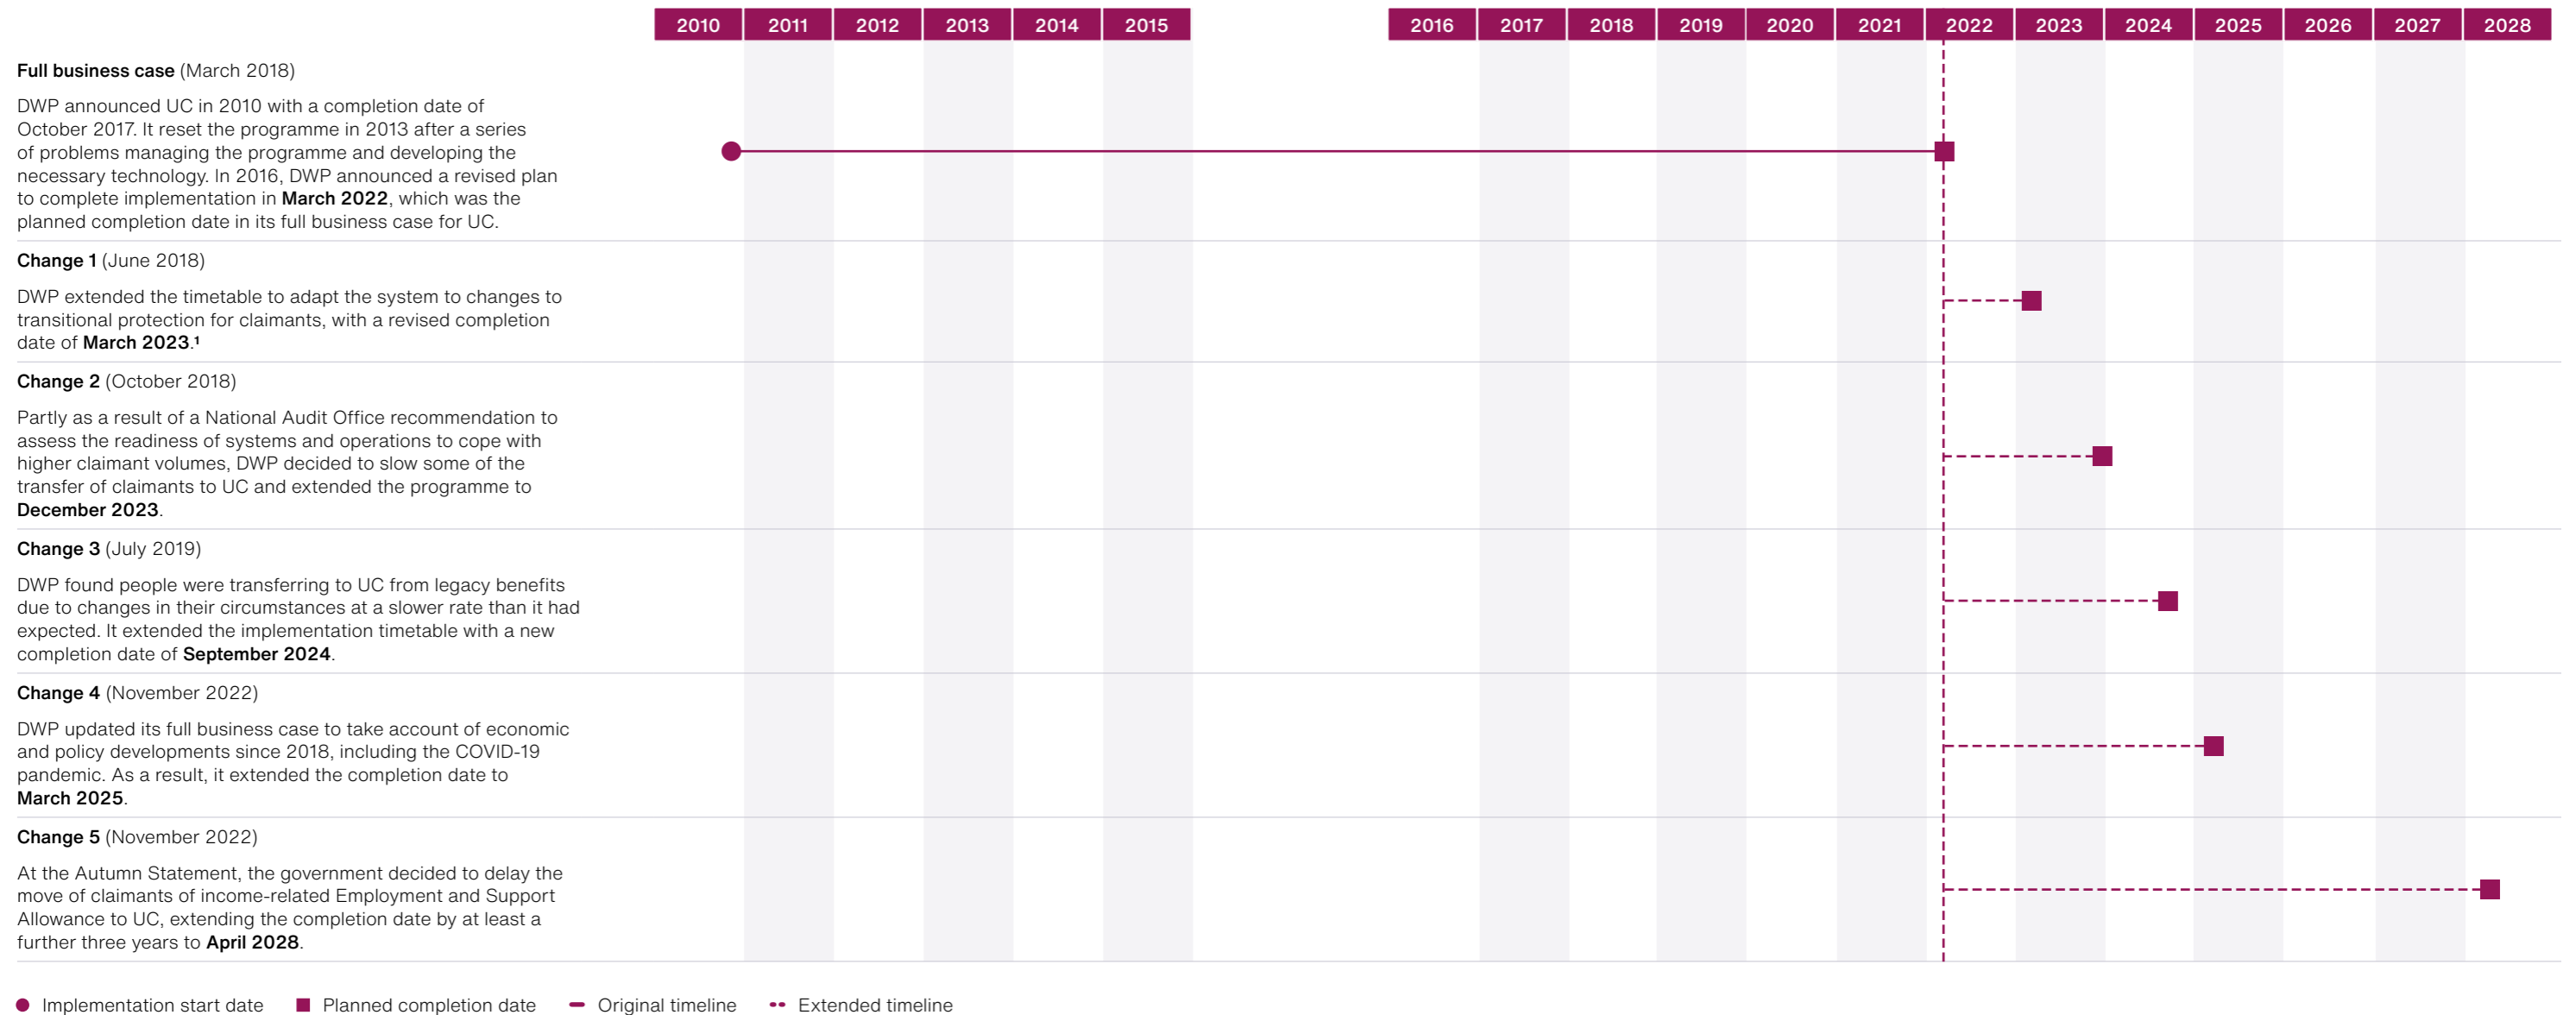 2010 2011 2012 2013 2014 2015 2016 2017 2018 2019 2020 2021 2022 2023 2024 2025 2026 2027 2028
Full business case (March 2018)
DWP announced UC in 2010 with a completion date of
October 2017. It reset the programme in 2013 after a series
of problems managing the programme and developing the
necessary technology. In 2016, DWP announced a revised plan
to complete implementation in March 2022, which was the
planned completion date in its full business case for UC.
Change 1 (June 2018)
DWP extended the timetable to adapt the system to changes to
transitional protection for claimants, with a revised completion
date of March 2023.¹
Change 2 (October 2018)
Partly as a result of a National Audit Office recommendation to
assess the readiness of systems and operations to cope with
higher claimant volumes, DWP decided to slow some of the
transfer of claimants to UC and extended the programme to
December 2023.
Change 3 (July 2019)
DWP found people were transferring to UC from legacy benefits
due to changes in their circumstances at a slower rate than it had
expected. It extended the implementation timetable with a new
completion date of September 2024.
Change 4 (November 2022)
DWP updated its full business case to take account of economic
and policy developments since 2018, including the COVID-19
pandemic. As a result, it extended the completion date to
March 2025.
Change 5 (November 2022)
At the Autumn Statement, the government decided to delay the
move of claimants of income-related Employment and Support
Allowance to UC, extending the completion date by at least a
further three years to April 2028.
Implementation start date Planned completion date Original timeline Extended timeline